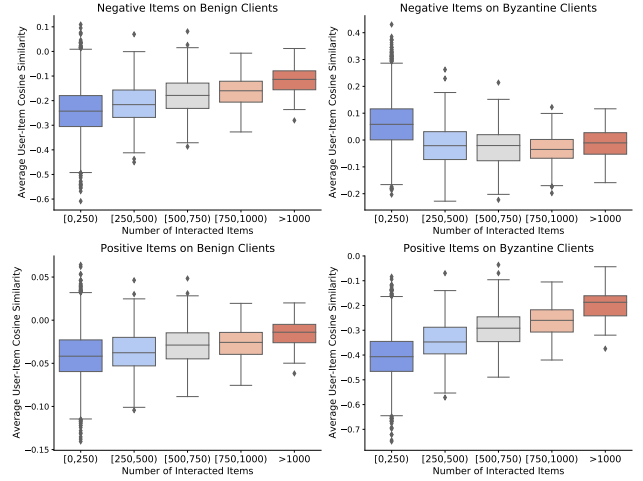 Negative Items on Benign Clients
Average User-Item Cosine Similarity
0.1
0.0
−0.1
−0.2
−0.3
−0.4
−0.5
−0.6
[0,250) [250,500) [500,750) [750,1000) >1000
Number of Interacted Items
Negative Items on Byzantine Clients
Average User-Item Cosine Similarity
0.4
0.3
0.2
0.1
0.0
−0.1
−0.2
[0,250) [250,500) [500,750) [750,1000) >1000
Number of Interacted Items
Positive Items on Benign Clients
Average User-Item Cosine Similarity
0.05
0.00
−0.05
−0.10
−0.15
[0,250) [250,500) [500,750) [750,1000) >1000
Number of Interacted Items
Positive Items on Byzantine Clients
Average User-Item Cosine Similarity
0.0
−0.1
−0.2
−0.3
−0.4
−0.5
−0.6
−0.7
[0,250) [250,500) [500,750) [750,1000) >1000
Number of Interacted Items